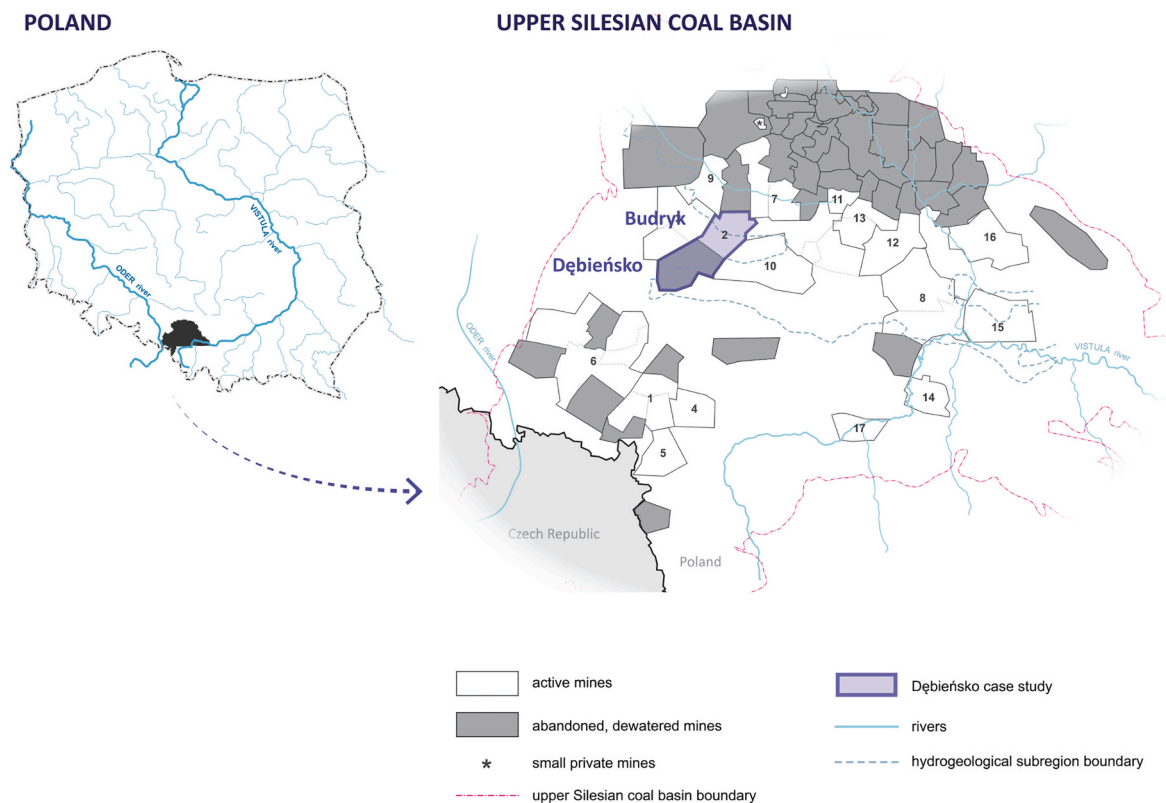 POLAND
UPPER SILESIAN COAL BASIN
VISTULA river
ODER river
*
9
7
11
13
Budryk
2
12
16
Dębieńsko
10
8
15
ODER
river
VISTULA river
6
1
4
14
17
5
Czech Republic
Poland
active mines
abandoned, dewatered mines
* small private mines
upper Silesian coal basin boundary
Dębieńsko case study
rivers
hydrogeological subregion boundary